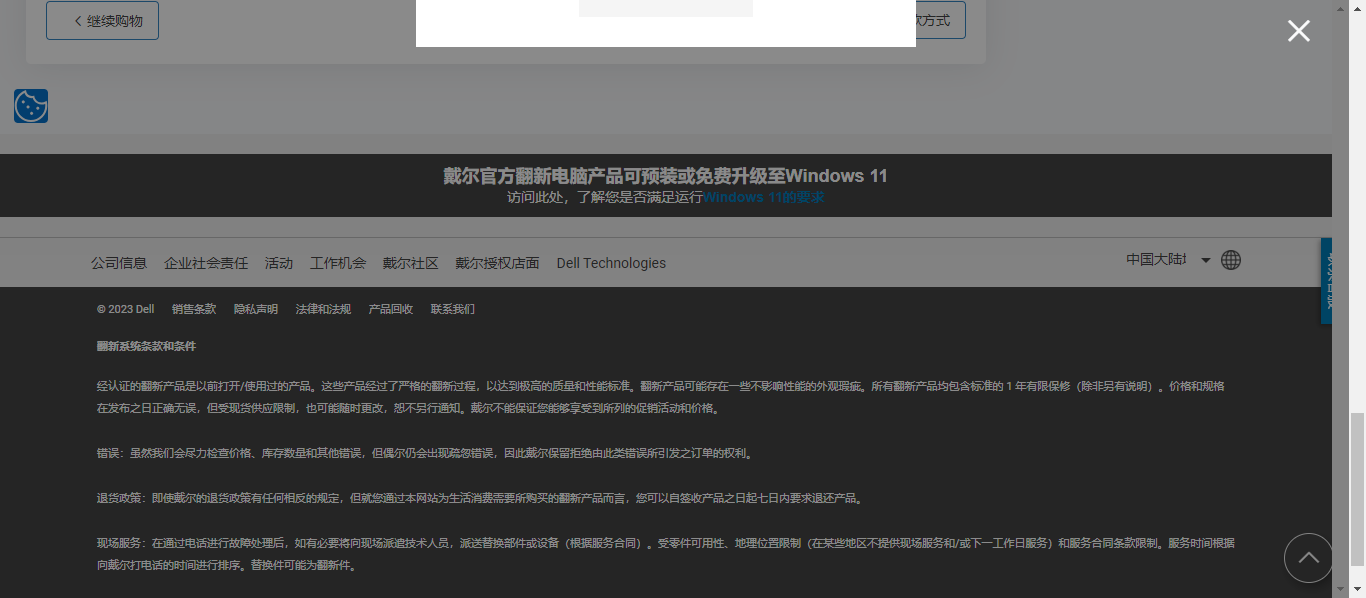 继续购物
款方式
戴尔官方翻新电脑产品可预装或免费升级至Windows 11
访问此处，了解您是否满足运行Windows 11的要求
公司信息 企业社会责任 活动 工作机会 戴尔社区 戴尔授权店面 Dell Technologies
中国大陆
© 2023 Dell 销售条款 隐私声明 法律和法规 产品回收 联系我们
翻新系统条款和条件
经认证的翻新产品是以前打开/使用过的产品。这些产品经过了严格的翻新过程，以达到极高的质量和性能标准。翻新产品可能存在一些不影响性能的外观瑕疵。所有翻新产品均包含标准的 1 年有限保修（除非另有说明）。价格和规格
在发布之日正确无误，但受现货供应限制，也可能随时更改，恕不另行通知。戴尔不能保证您能够享受到所列的促销活动和价格。
错误：虽然我们会尽力检查价格、库存数量和其他错误，但偶尔仍会出现疏忽错误，因此戴尔保留拒绝由此类错误所引发之订单的权利。
退货政策：即使戴尔的退货政策有任何相反的规定，但就您通过本网站为生活消费需要所购买的翻新产品而言，您可以自签收产品之日起七日内要求退还产品。
现场服务：在通过电话进行故障处理后，如有必要将向现场派遣技术人员，派送替换部件或设备（根据服务合同）。受零件可用性、地理位置限制（在某些地区不提供现场服务和/或下一工作日服务）和服务合同条款限制。服务时间根据
向戴尔打电话的时间进行排序。替换件可能为翻新件。